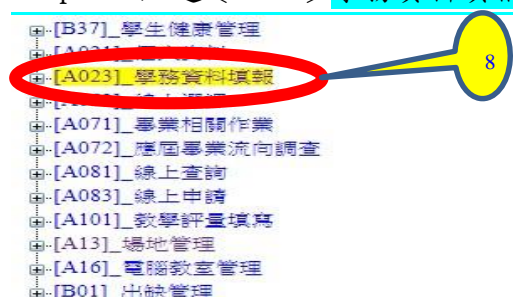 [B37]_學生健康管理
8
[A023]_學務資料填報
[A071]_畢業相關作業
[A072]_應屆畢業流向調查
[A081]_線上查詢
[A083]_線上申請
[A101]_教學評量填寫
[A13]_場地管理
[A16]_電腦教室管理
[B01]_出缺管理